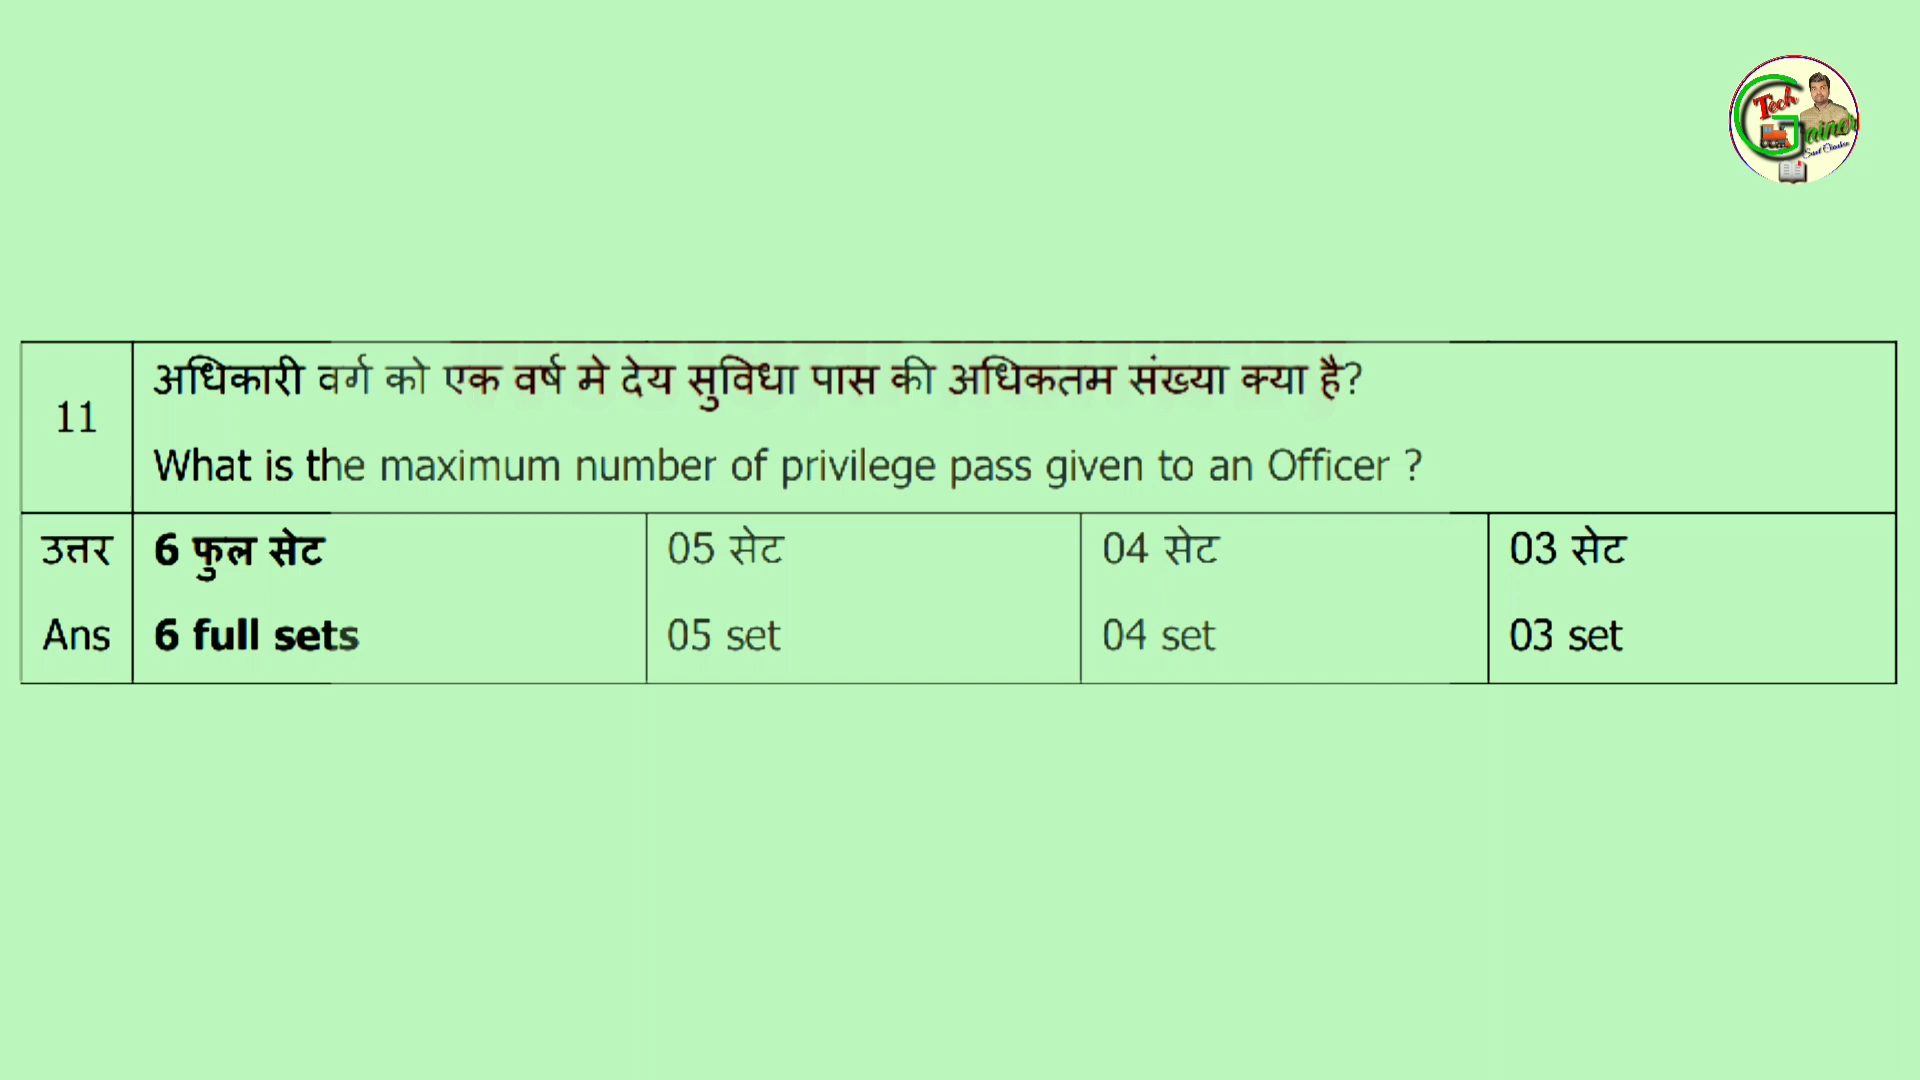 Tech
Gainer
11
अधिकारी वर्ग को एक वर्ष मे देय सुविधा पास की अधिकतम संख्या क्या है?
What is the maximum number of privilege pass given to an Officer ?
उत्तर 6 फुल सेट 05 सेट 04 सेट 03 सेट
Ans 6 full sets 05 set 04 set 03 set